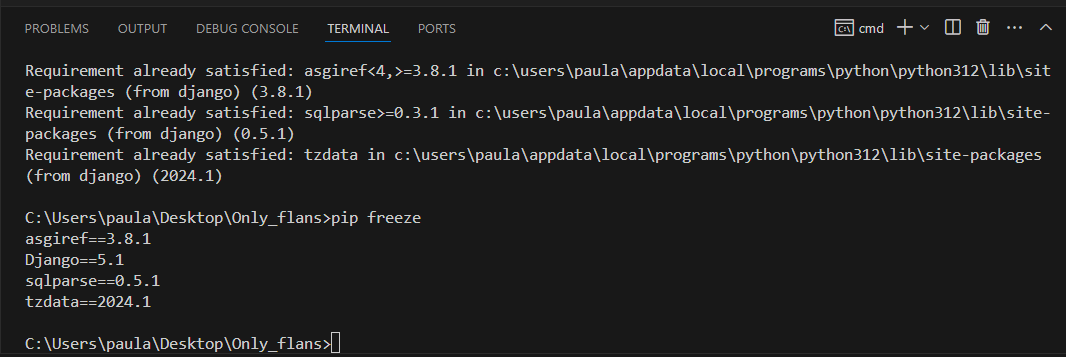 PROBLEMS OUTPUT DEBUG CONSOLE TERMINAL PORTS cmd
Requirement already satisfied: asgiref<4,>=3.8.1 in c:\users\paula\appdata\local\programs\python\python312\lib\sit
e-packages (from django) (3.8.1)
Requirement already satisfied: sqlparse>=0.3.1 in c:\users\paula\appdata\local\programs\python\python312\lib\site-
packages (from django) (0.5.1)
Requirement already satisfied: tzdata in c:\users\paula\appdata\local\programs\python\python312\lib\site-packages
(from django) (2024.1)
C:\Users\paula\Desktop\Only_flans>pip freeze
asgiref==3.8.1
Django==5.1
sqlparse==0.5.1
tzdata==2024.1
C:\Users\paula\Desktop\Only_flans>